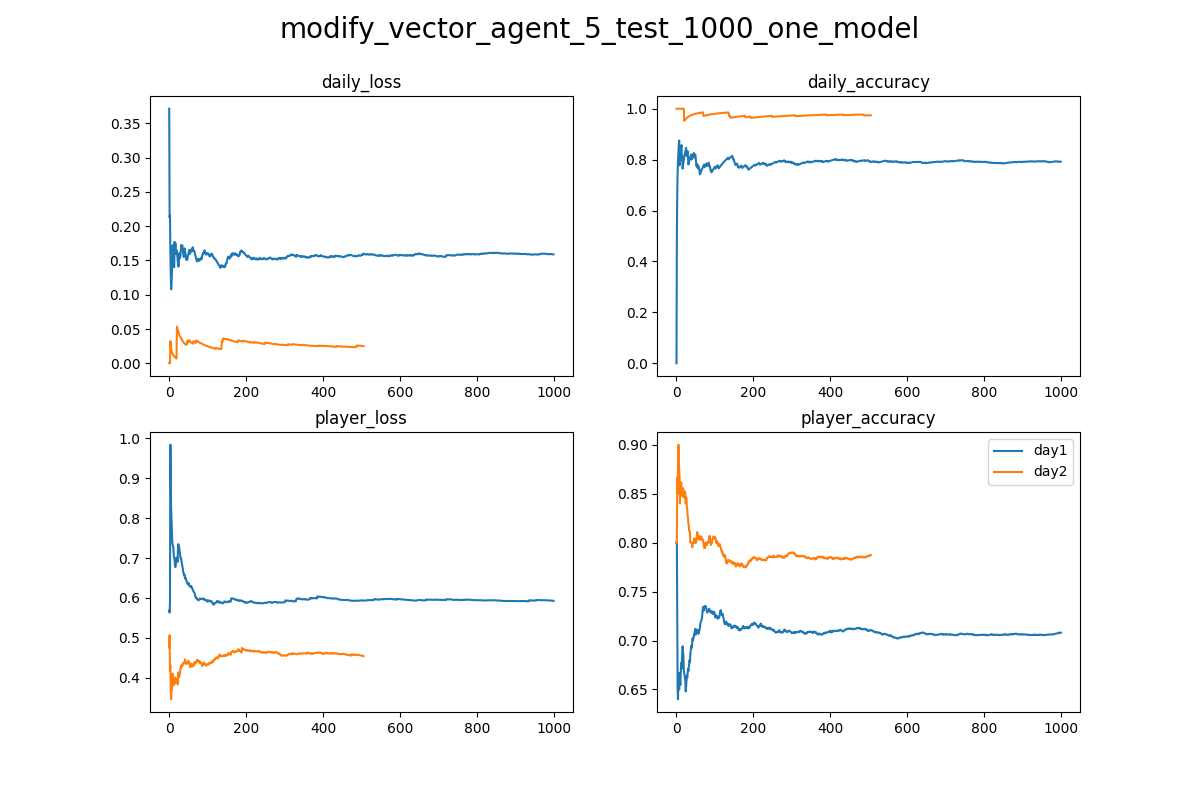 modify_vector_agent_5_test_1000_one_model
daily_loss
0.35
0.30
0.25
0.20
0.15
0.10
0.05
0.00
0 200 400 600 800 1000
daily_accuracy
1.0
0.8
0.6
0.4
0.2
0.0
0 200 400 600 800 1000
player_loss
1.0
0.9
0.8
0.7
0.6
0.5
0.4
0 200 400 600 800 1000
player_accuracy
0.90
0.85
0.80
0.75
0.70
0.65
0 200 400 600 800 1000
day1
day2